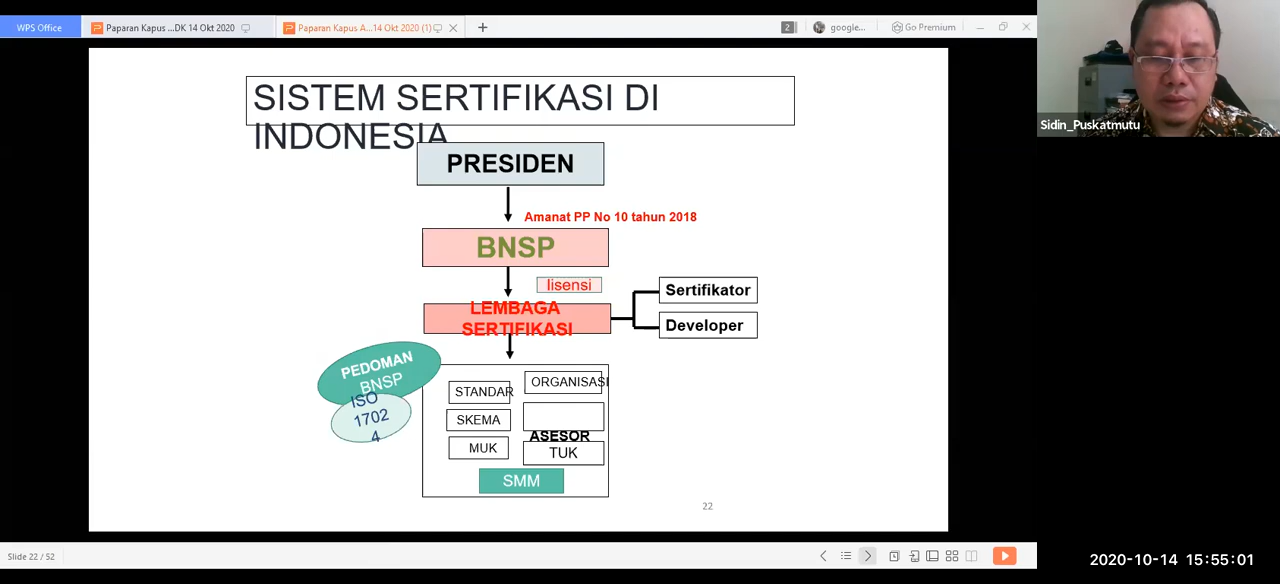 WPS Office
Paparan Kapus ...DK 14 Okt 2020
Paparan Kapus A...14 Okt 2020 (1)
2
google...
Go Premium
Sidin_Puskatmutu
SISTEM SERTIFIKASI DI
INDONESIA
PRESIDEN
Amanat PP No 10 tahun 2018
BNSP
lisensi
LEMBAGA
SERTIFIKASI
Sertifikator
Developer
PEDOMAN
BNSP
ISO
1702
4
STANDAR
ORGANISASI
SKEMA
ASESOR
MUK
TUK
SMM
22
Slide 22 / 52
2020-10-14 15:55:01